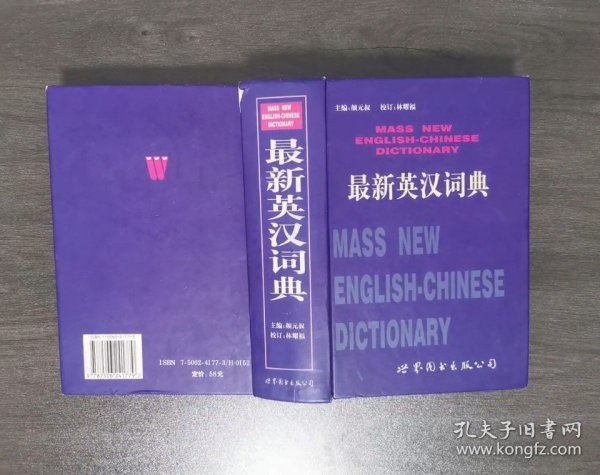 ISBN 7-5062-4177-3/H·0152
定价:58元
MASS NEW
ENGLISH-CHINESE
DICTIONARY
最新英汉词典
主编:颜元叔
校订:林耀福
世界图书出版公司
主编:颜元叔 校订:林耀福
MASS NEW
ENGLISH-CHINESE
DICTIONARY
最新英汉词典
MASS NEW
ENGLISH-CHINESE
DICTIONARY
世界图书出版公司
孔夫子旧书网
www.kongfz.com